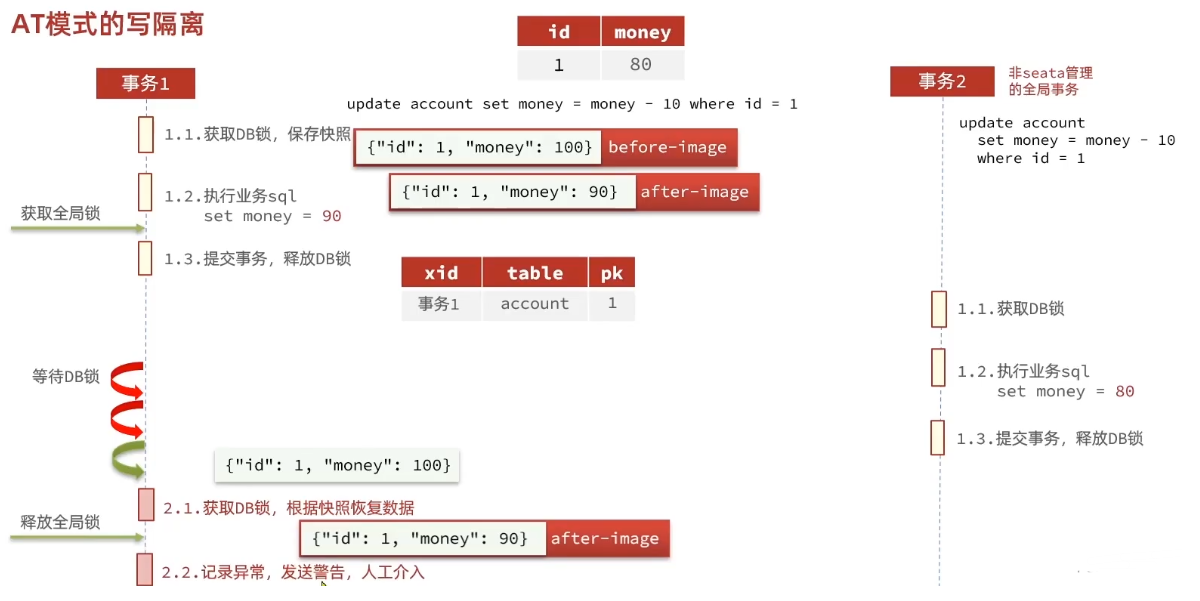 AT模式的写隔离
id money
1 80
事务1
update account set money = money - 10 where id = 1
1.1.获取DB锁，保存快照
{"id": 1, "money": 100} before-image
{"id": 1, "money": 90} after-image
1.2.执行业务sql
set money = 90
获取全局锁
1.3.提交事务，释放DB锁
xid table pk
事务1 account 1
等待DB锁
{"id": 1, "money": 100}
2.1.获取DB锁，根据快照恢复数据
释放全局锁
{"id": 1, "money": 90} after-image
2.2.记录异常，发送警告，人工介入
事务2
非seata管理
的全局事务
update account
set money = money - 10
where id = 1
1.1.获取DB锁
1.2.执行业务sql
set money = 80
1.3.提交事务，释放DB锁